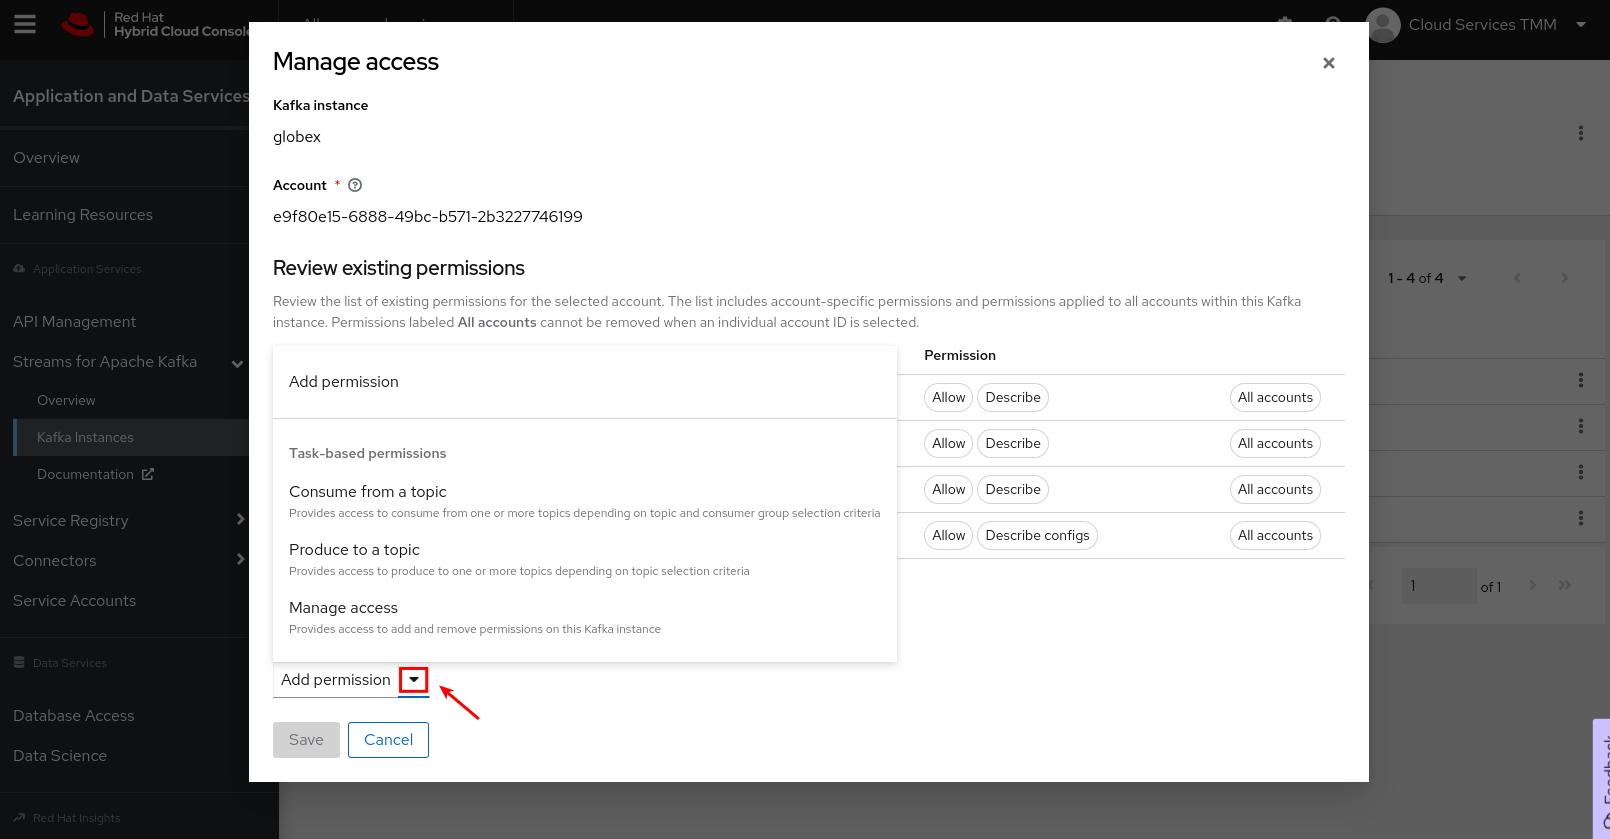 Red Hat
Hybrid Cloud Console
Cloud Services TMM
Application and Data Services
Overview
Learning Resources
Application Services
API Management
Streams for Apache Kafka
Overview
Kafka Instances
Documentation
Service Registry
Connectors
Service Accounts
Data Services
Database Access
Data Science
Red Hat Insights
Manage access
Kafka instance
globex
Account *
e9f80e15-6888-49bc-b571-2b3227746199
Review existing permissions
Review the list of existing permissions for the selected account. The list includes account-specific permissions and permissions applied to all accounts within this Kafka
instance. Permissions labeled All accounts cannot be removed when an individual account ID is selected.
Permission
Allow Describe All accounts
Allow Describe All accounts
Allow Describe All accounts
Allow Describe configs All accounts
Add permission
Task-based permissions
Consume from a topic
Provides access to consume from one or more topics depending on topic and consumer group selection criteria
Produce to a topic
Provides access to produce to one or more topics depending on topic selection criteria
Manage access
Provides access to add and remove permissions on this Kafka instance
Add permission
Save Cancel
1 - 4 of 4
1 of 1
Feedback